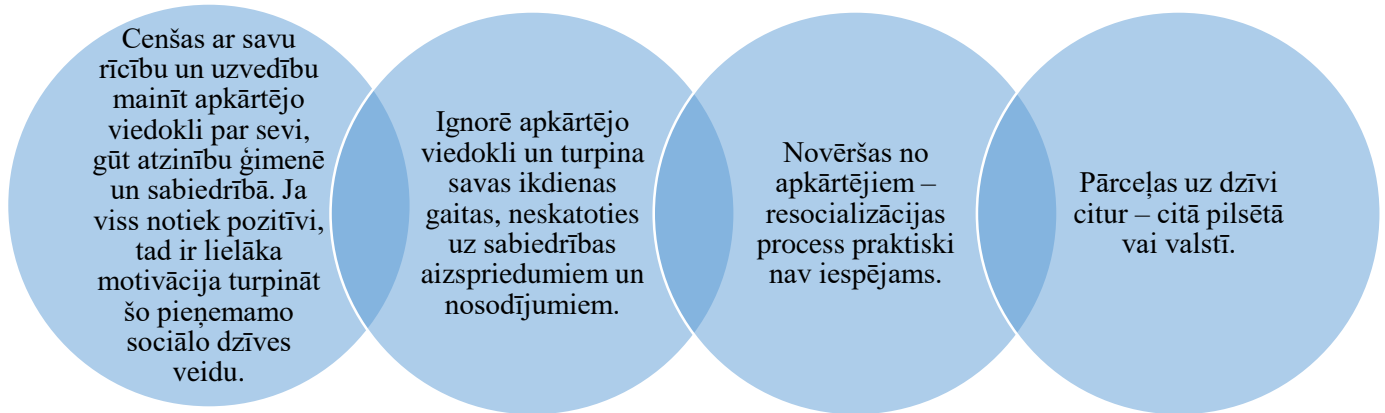 Cenšas ar savu
rīcību un uzvedību
mainīt apkārtējo
viedokli par sevi,
gūt atzinību ģimenē
un sabiedrībā. Ja
viss notiek pozitīvi,
tad ir lielāka
motivācija turpināt
šo pieņemamo
sociālo dzīves
veidu.
Ignorē apkārtējo
viedokli un turpina
savas ikdienas
gaitas, neskatoties
uz sabiedrības
aizspriedumiem un
nosodījumiem.
Novēršas no
apkārtējiem –
resocializācijas
process praktiski
nav iespējams.
Pārceļas uz dzīvi
citur – citā pilsētā
vai valstī.